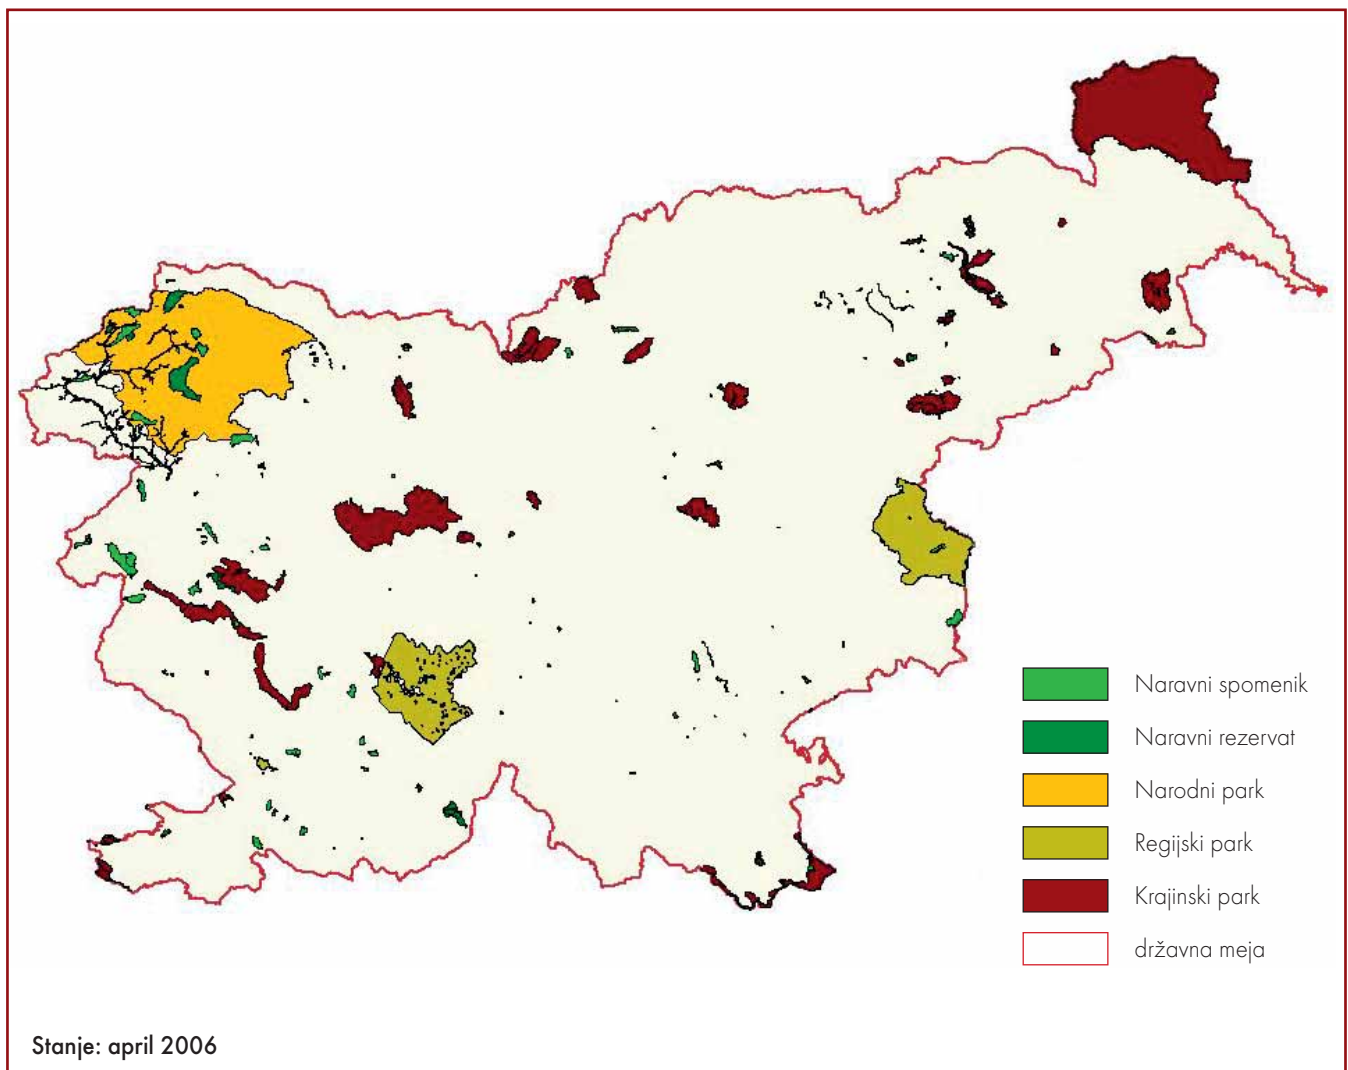 Naravni spomenik
Naravni rezervat
Narodni park
Regijski park
Krajinski park
državna meja
Stanje: april 2006